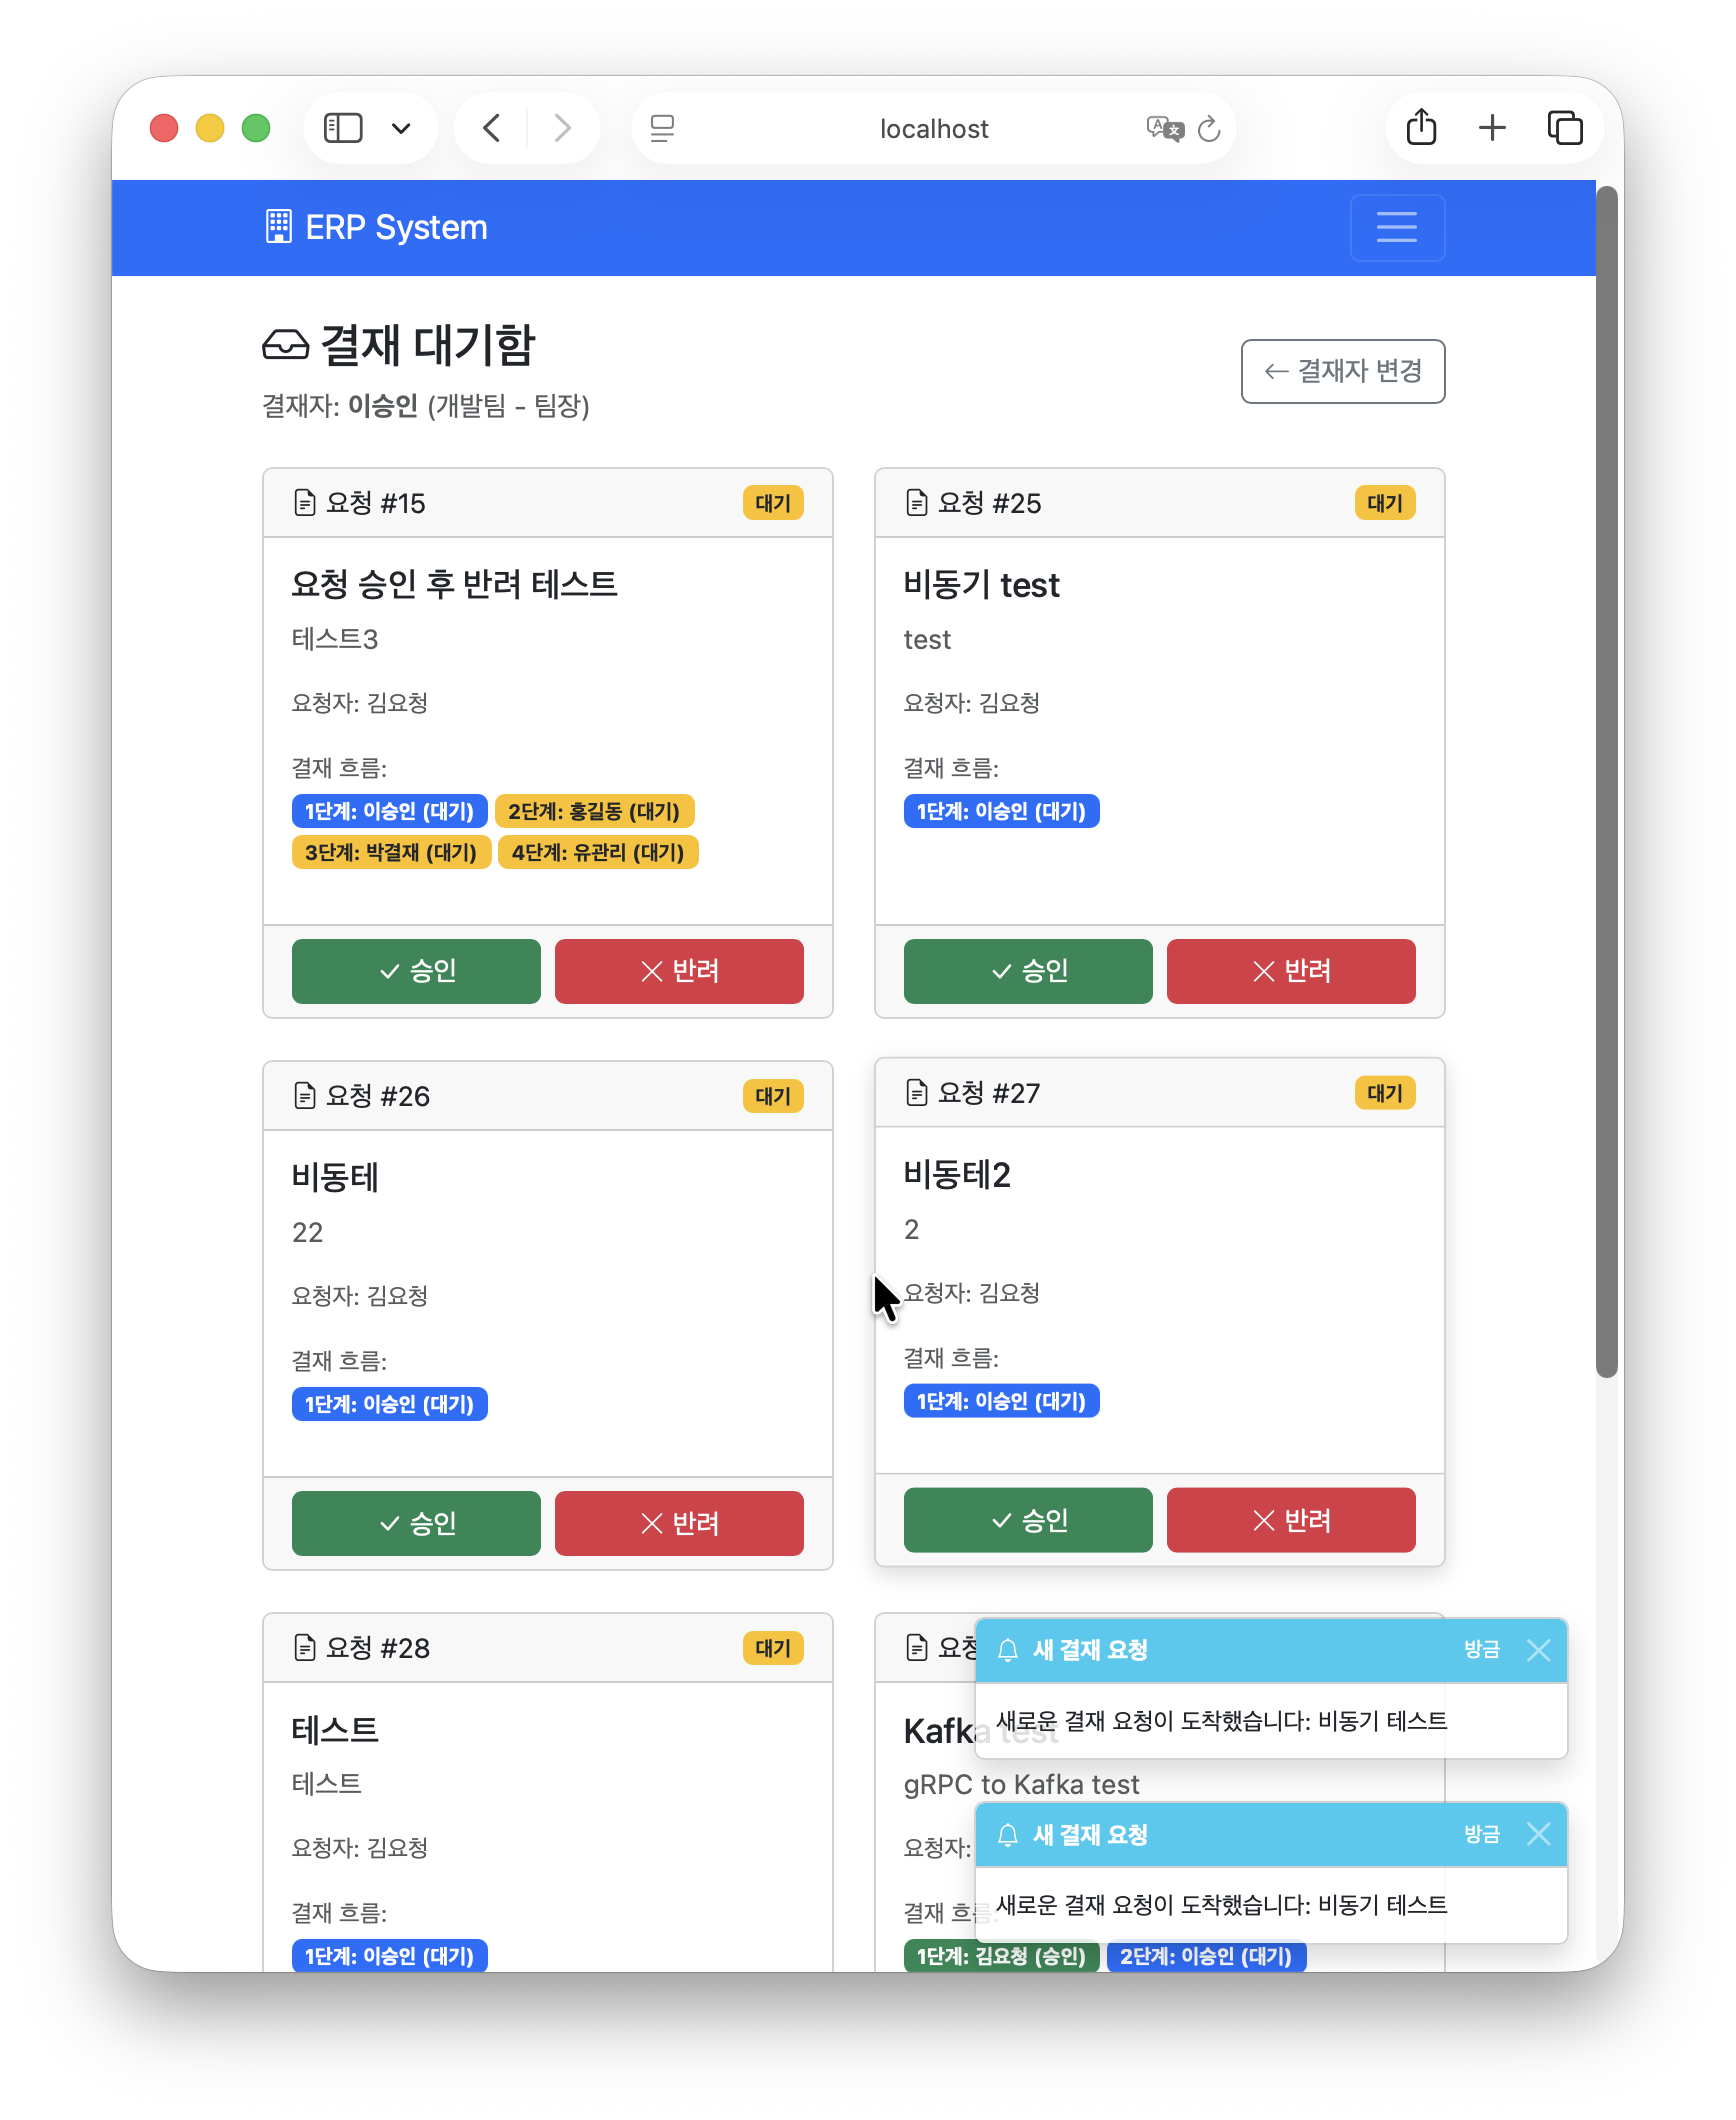 localhost
ERP System
결재 대기함
결재자: 이승인 (개발팀 - 팀장)
← 결재자 변경
요청 #15
대기
요청 승인 후 반려 테스트
테스트3
요청자: 김요청
결재 흐름:
1단계: 이승인 (대기) 2단계: 홍길동 (대기)
3단계: 박결재 (대기) 4단계: 유관리 (대기)
승인 반려
요청 #25
대기
비동기 test
test
요청자: 김요청
결재 흐름:
1단계: 이승인 (대기)
승인 반려
요청 #26
대기
비동테
22
요청자: 김요청
결재 흐름:
1단계: 이승인 (대기)
승인 반려
요청 #27
대기
비동테2
2
요청자: 김요청
결재 흐름:
1단계: 이승인 (대기)
승인 반려
요청 #28
대기
테스트
테스트
요청자: 김요청
결재 흐름:
1단계: 이승인 (대기)
요청
Kafka test
gRPC to Kafka test
요청자:
결재 흐름:
1단계: 김요청 (승인) 2단계: 이승인 (대기)
새 결재 요청 방금
새로운 결재 요청이 도착했습니다: 비동기 테스트
새 결재 요청 방금
새로운 결재 요청이 도착했습니다: 비동기 테스트